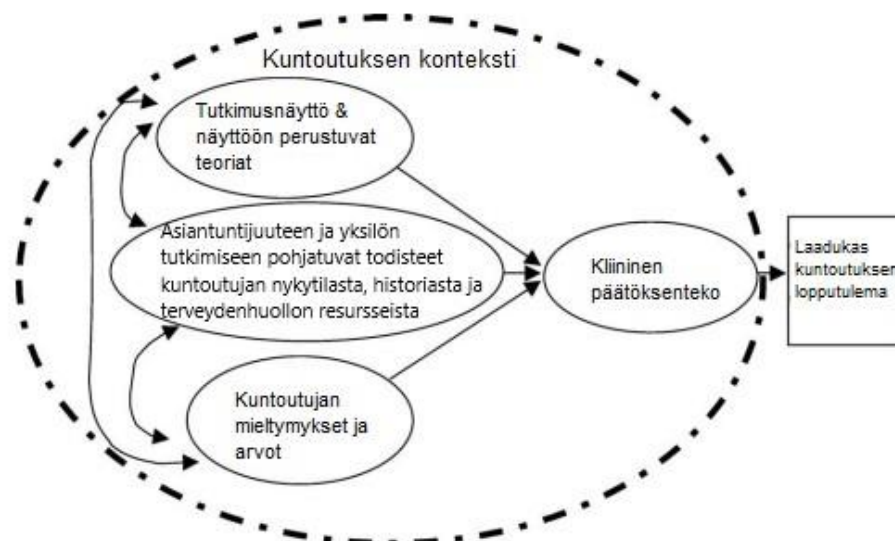 Kuntoutuksen konteksti
Tutkimusnäyttö &
näyttöön perustuvat
teoriat
Asiantuntijuuteen ja yksilön
tutkimiseen pohjatuvat todisteet
kuntoutujan nykytilasta, historiasta ja
terveydenhuollon resursseista
Kuntoutujan
mieltymykset ja
arvot
Kliininen
päätöksenteko
Laadukas
kuntoutuksen
lopputulema